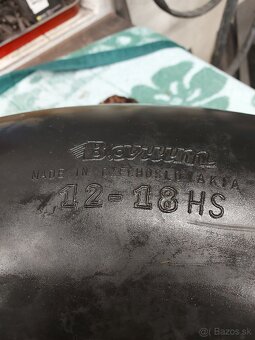 Barum
MADE IN CZECHOSLOVAKIA
12-18 HS
Bazos.sk